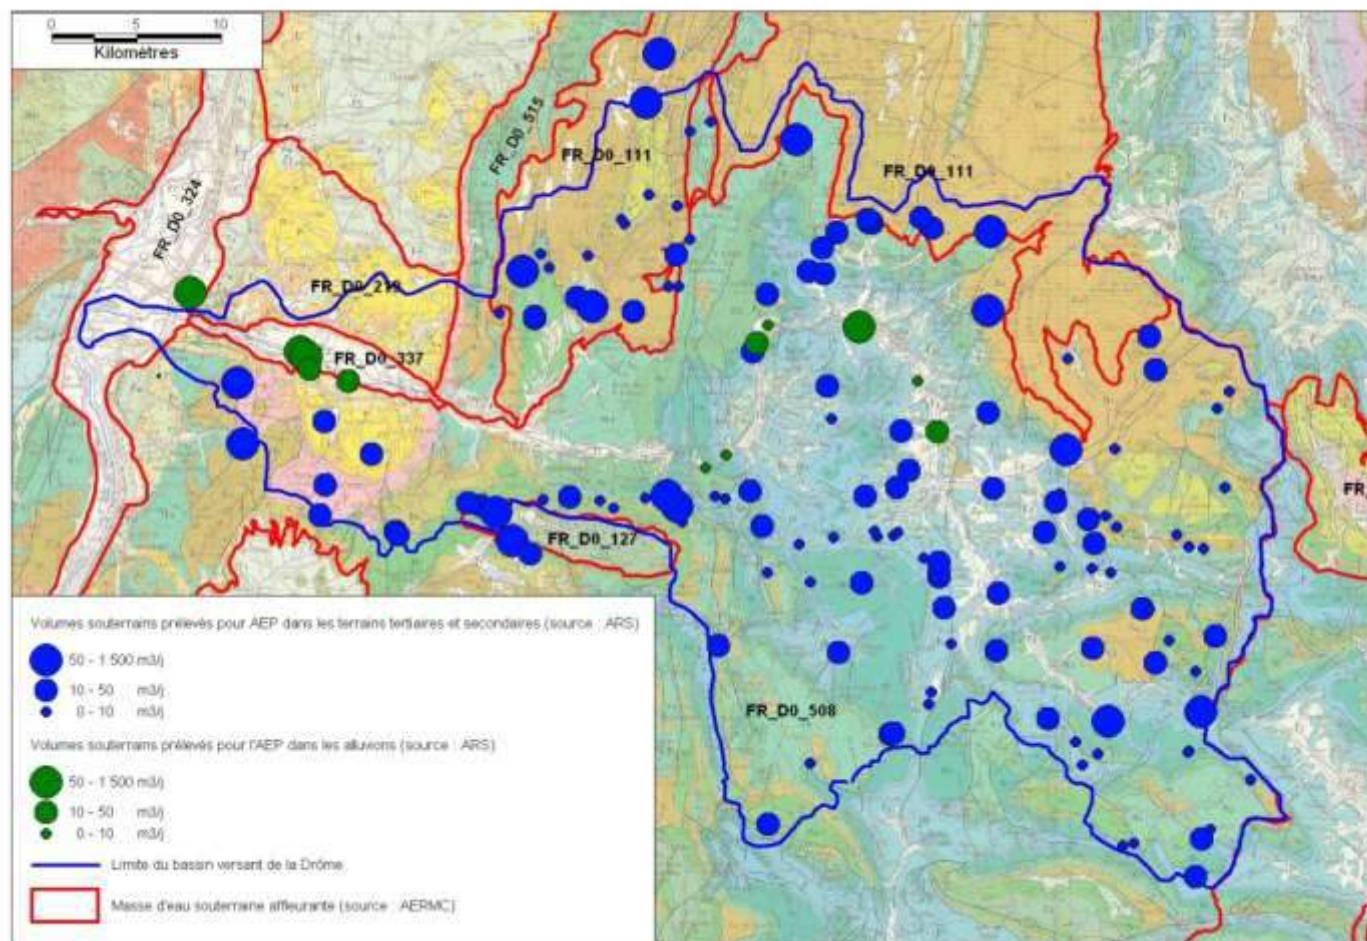 0 5 10
Kilomètres
FR_D0_515
FR_D0_111
FR_D0_111
FR_D0_324
FR_D0_219
FR_D0_337
FR
FR_D0_127
FR_D0_508
Volumes souterrains prélevés pour AEP dans les terrains tertiaires et secondaires (source : ARS)
50 - 1 500 m3/j
10 - 50 m3/j
0 - 10 m3/j
Volumes souterrains prélevés pour l'AEP dans les alluvions (source : ARS)
50 - 1 500 m3/j
10 - 50 m3/j
0 - 10 m3/j
Limite du bassin versant de la Drôme
Masse d'eau souterraine affleurante (source : AERMC)